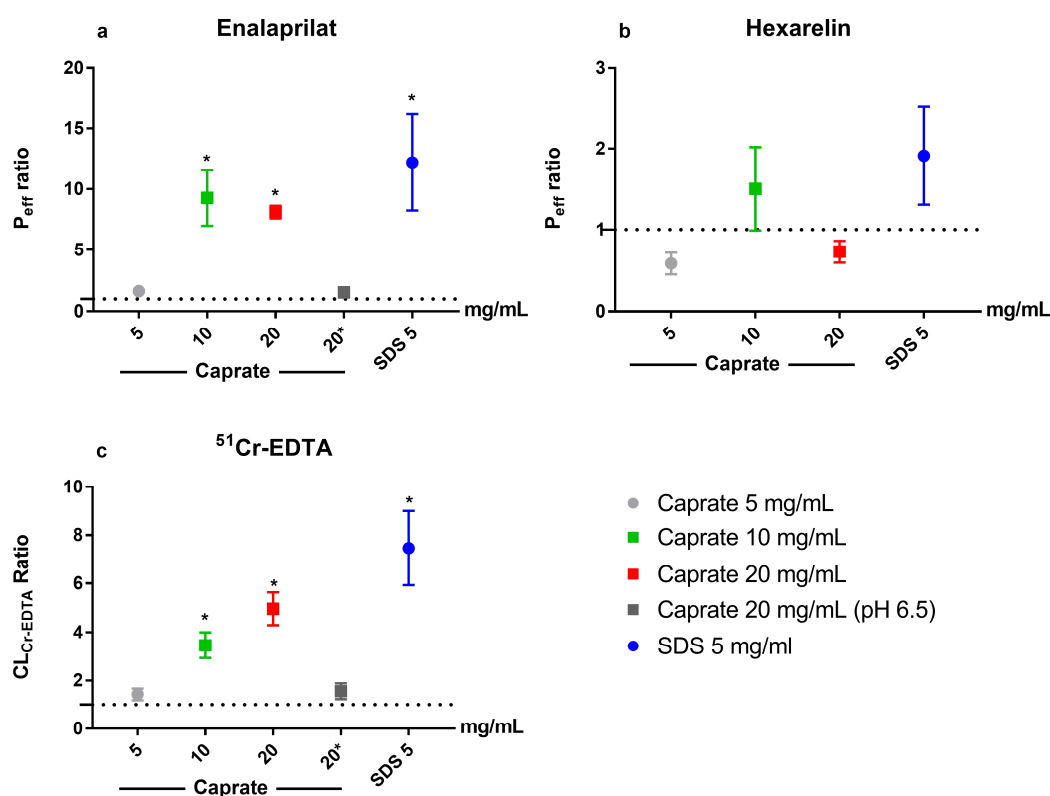 a
Enalaprilat
20
15
10
5
0
Peff ratio
*
*
*
5
10
20
20*
SDS 5
mg/mL
Caprate
b
Hexarelin
3
2
1
0
Peff ratio
5
10
20
SDS 5
mg/mL
Caprate
c
51Cr-EDTA
10
8
6
4
2
0
CLCr-EDTA Ratio
*
*
*
5
10
20
20*
SDS 5
mg/mL
Caprate
Caprate 5 mg/mL
Caprate 10 mg/mL
Caprate 20 mg/mL
Caprate 20 mg/mL (pH 6.5)
SDS 5 mg/ml